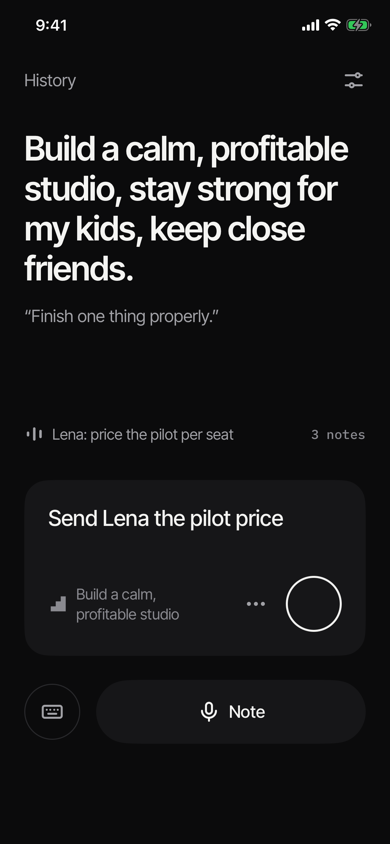 9:41
History
Build a calm, profitable
studio, stay strong for
my kids, keep close
friends.
“Finish one thing properly.”
Lena: price the pilot per seat
3 notes
Send Lena the pilot price
Build a calm,
profitable studio
Note